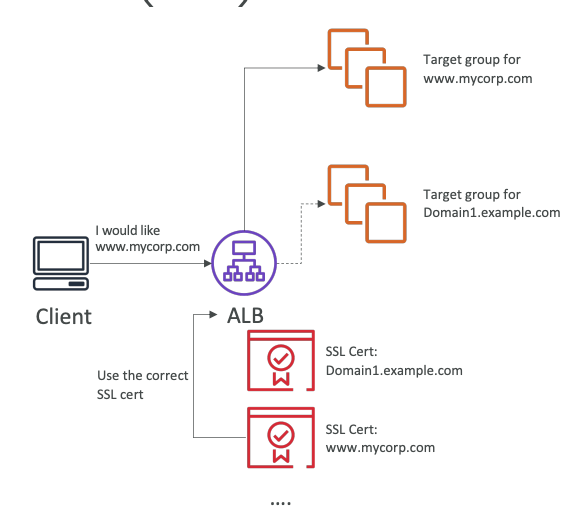 Target group for
www.mycorp.com
Target group for
Domain1.example.com
I would like
www.mycorp.com
Client
ALB
SSL Cert:
Domain1.example.com
Use the correct
SSL cert
SSL Cert:
www.mycorp.com
....